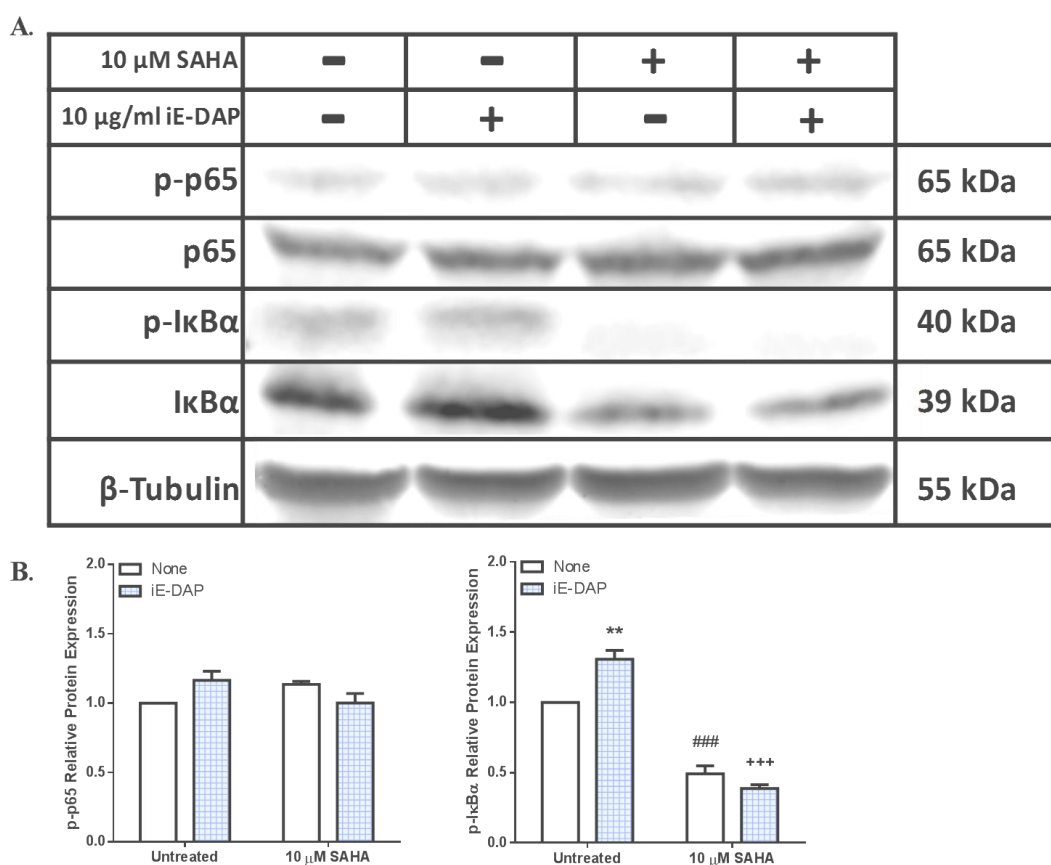 A.
10 μM SAHA - - + +
10 μg/ml iE-DAP - + - +
p-p65 65 kDa
p65 65 kDa
p-IκBα 40 kDa
IκBα 39 kDa
β-Tubulin 55 kDa
B.
p-p65 Relative Protein Expression
2.0
1.5
1.0
0.5
0.0
None
iE-DAP
Untreated 10 μM SAHA
p-IκBα Relative Protein Expression
2.0
1.5
1.0
0.5
0.0
None
iE-DAP
**
###
+++
Untreated 10 μM SAHA